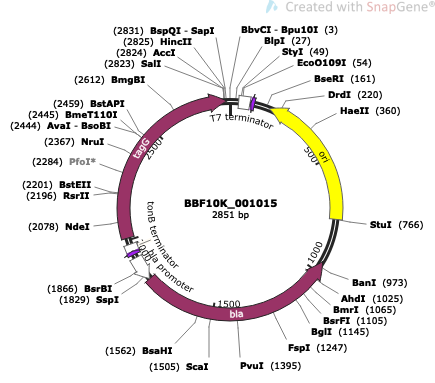 Created with SnapGene®
(2831) BspQI - SapI
(2825) HincII
(2824) AccI
(2823) SalI
(2612) BmgBI
(2459) BstAPI
(2445) BmeT110I
(2444) AvaI - BsoBI
(2367) NruI
(2284) PfoI*
(2201) BstEII
(2196) RsrII
(2078) NdeI
(1866) BsrBI
(1829) SspI
(1562) BsaHI
(1505) ScaI
BbvCI - Bpu10I (3)
BlpI (27)
StyI (49)
EcoO109I (54)
BseRI (161)
DrdI (220)
HaeII (360)
StuI (766)
BanI (973)
AhdI (1025)
BmrI (1065)
BsrFI (1105)
BglI (1145)
FspI (1247)
PvuI (1395)
T7 terminator
ori
bla
bla promoter
tonB terminator
tagG
500
1000
1500
2500
BBF10K_001015
2851 bp